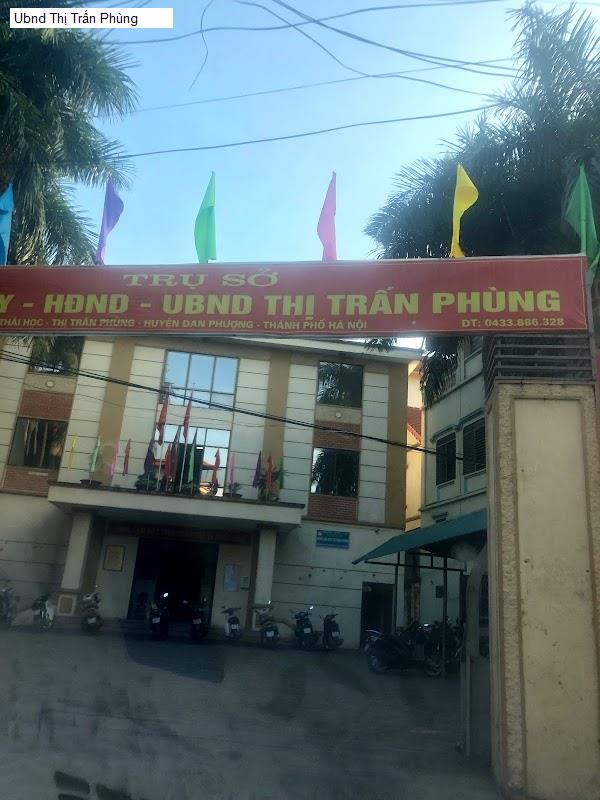 Ubnd Thị Trấn Phùng
TRỤ SỞ
Y - HĐND - UBND THỊ TRẤN PHÙNG
THÁI HỌC - THỊ TRẤN PHÙNG - HUYỆN ĐAN PHƯỢNG - THÀNH PHỐ HÀ NỘI
ĐT: 0433.886.328